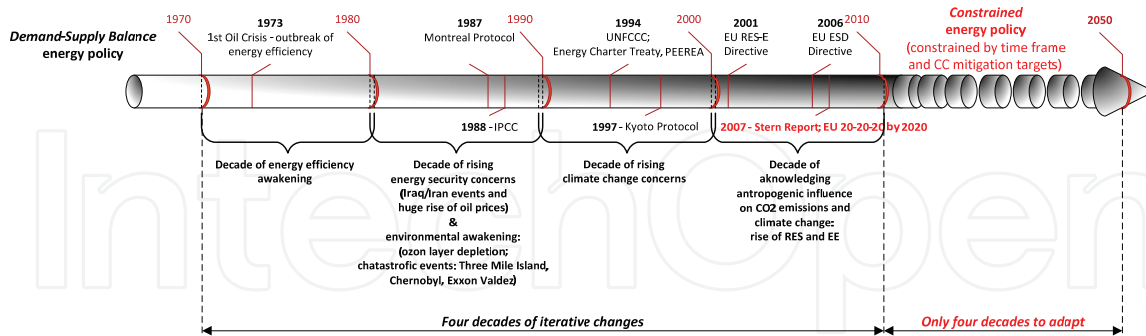 1970
1980
1990
2000
2010
2050
Demand-Supply Balance
energy policy
1973
1st Oil Crisis - outbreak of
energy efficiency
1987
Montreal Protocol
1994
UNFCCC;
Energy Charter Treaty, PEEREA
2001
EU RES-E
Directive
2006
EU ESD
Directive
Constrained
energy policy
(constrained by time frame
and CC mitigation targets)
1988 - IPCC
1997 - Kyoto Protocol
2007 - Stern Report; EU 20-20-20 by 2020
Decade of energy efficiency
awakening
Decade of rising
energy security concerns
(Iraq/Iran events and
huge rise of oil prices)
&
environmental awakening:
(ozon layer depletion;
chatastrofic events: Three Mile Island,
Chernobyl, Exxon Valdez)
Decade of rising
climate change concerns
Decade of
aknowledging
antropogenic influence
on CO2 emissions and
climate change:
rise of RES and EE
Four decades of iterative changes
Only four decades to adapt
IntechOpen